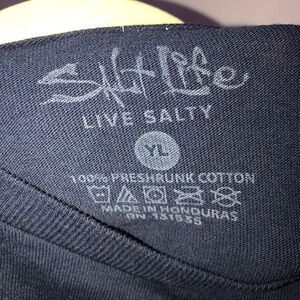 Salt Life
LIVE SALTY
YL
100% PRESHRUNK COTTON
MADE IN HONDURAS
RN-131535